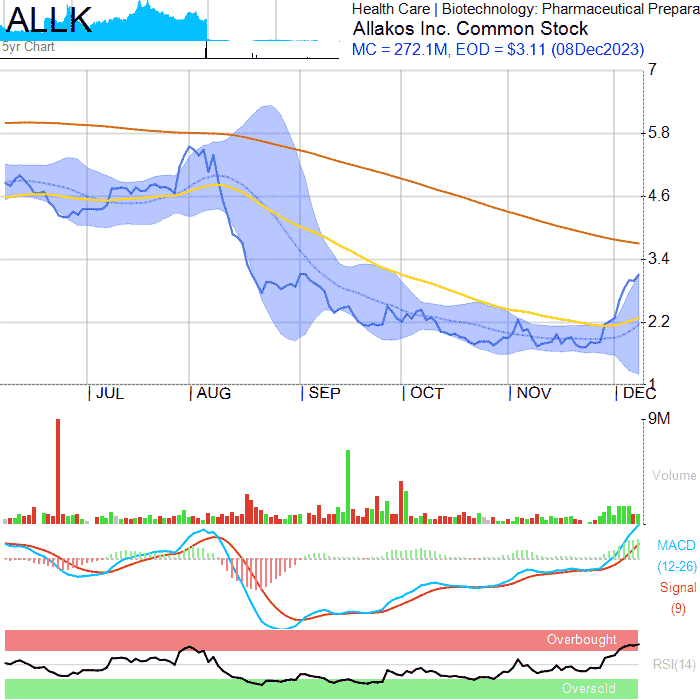 ALLK
5yr Chart
Health Care | Biotechnology: Pharmaceutical Prepara
Allakos Inc. Common Stock
MC = 272.1M, EOD = $3.11 (08Dec2023)
7
5.8
4.6
3.4
2.2
1
JUL
AUG
SEP
OCT
NOV
DEC
9M
Volume
MACD
(12-26)
Signal
(9)
Overbought
RSI(14)
Oversold